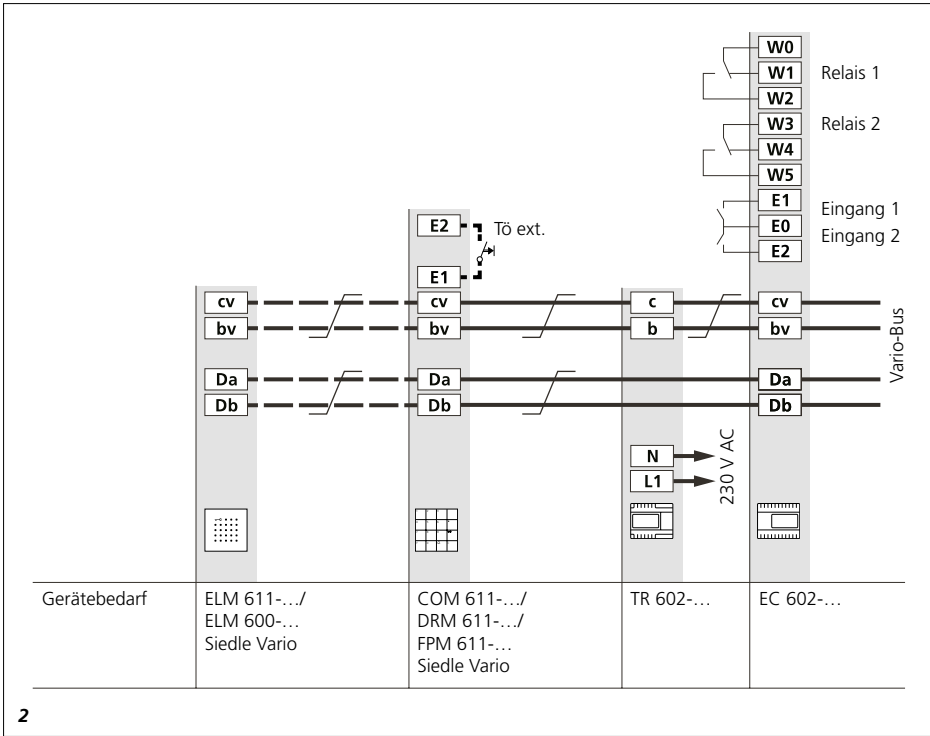 W0
W1 Relais 1
W2
W3 Relais 2
W4
W5
E1 Eingang 1
E0 Eingang 2
E2
E2 Tö ext.
E1
cv cv c cv
bv bv b bv
Vario-Bus
Da Da Da
Db Db Db
N
L1
230 V AC
Gerätebedarf
ELM 611-…/
ELM 600-…
Siedle Vario
COM 611-…/
DRM 611-…/
FPM 611-…
Siedle Vario
TR 602-…
EC 602-…
2